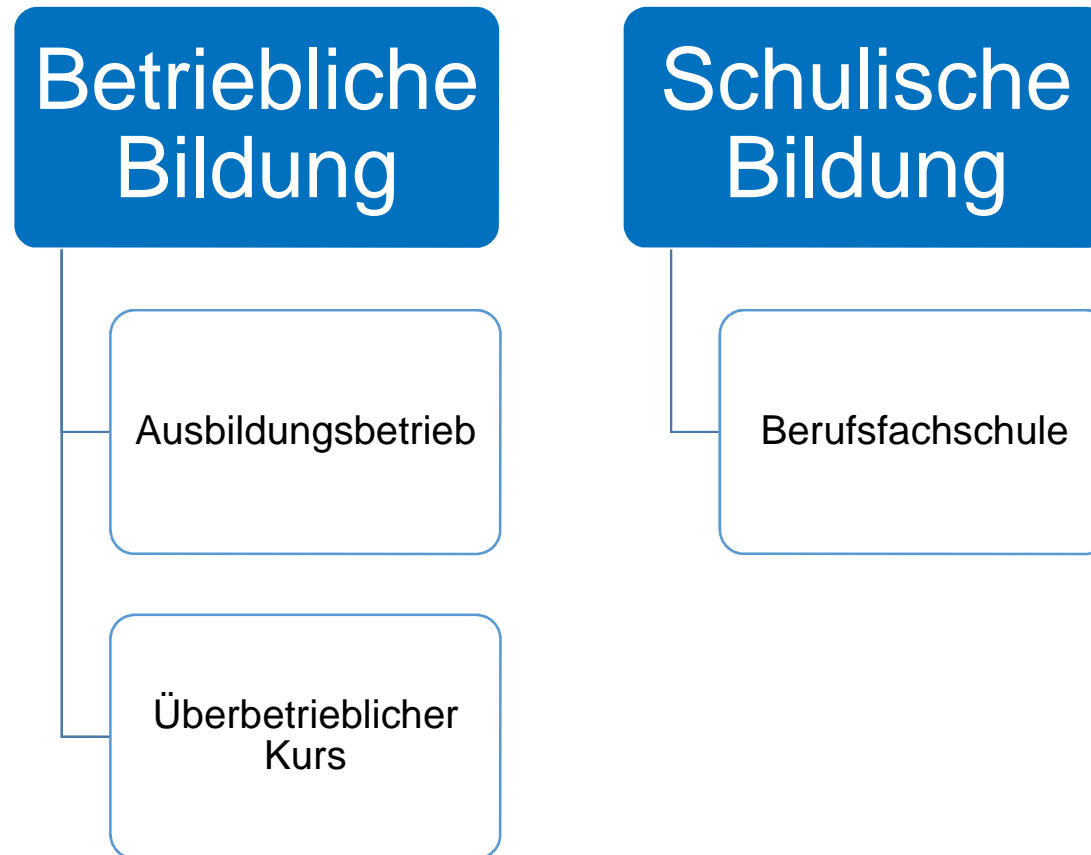 Betriebliche
Bildung
Ausbildungsbetrieb
Überbetrieblicher
Kurs
Schulische
Bildung
Berufsfachschule